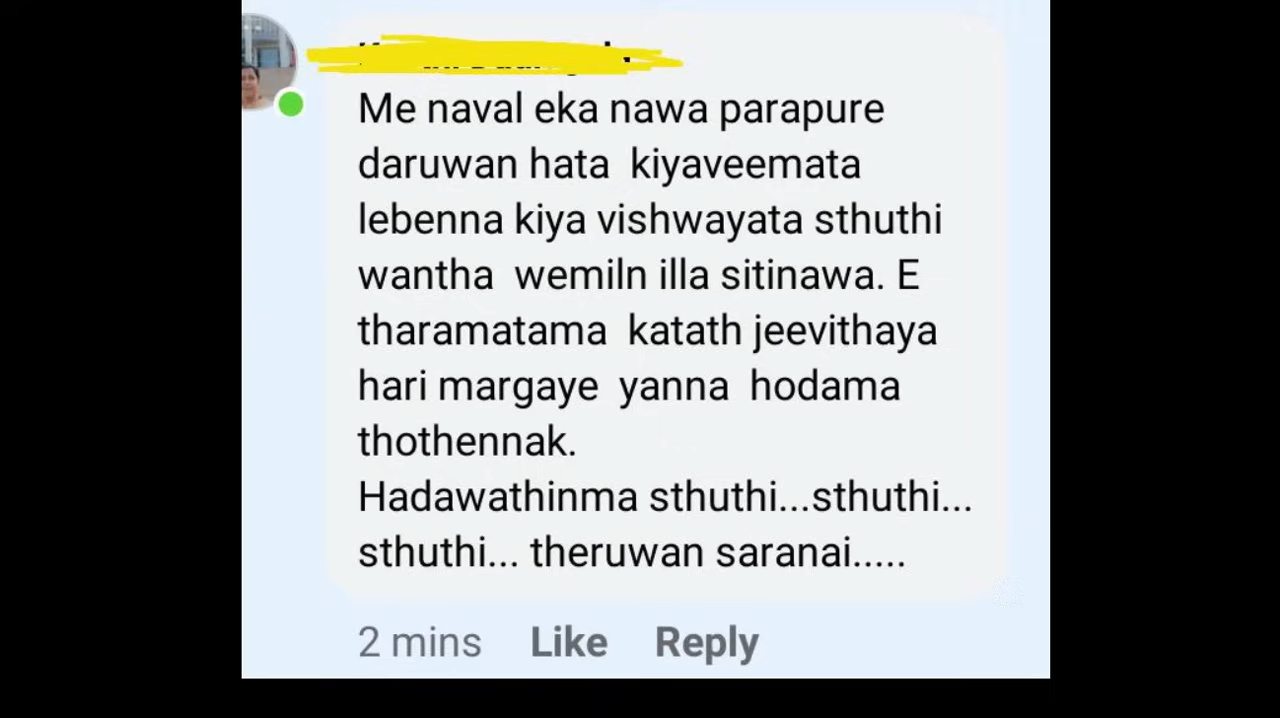 Me naval eka nawa parapure
daruwan hata kiyaveemata
lebenna kiya vishwayata sthuthi
wantha wemiln illa sitinawa. E
tharamatama katath jeevithaya
hari margaye yanna hodama
thothennak.
Hadawathinma sthuthi...sthuthi...
sthuthi... theruwan saranai.....
2 mins Like Reply